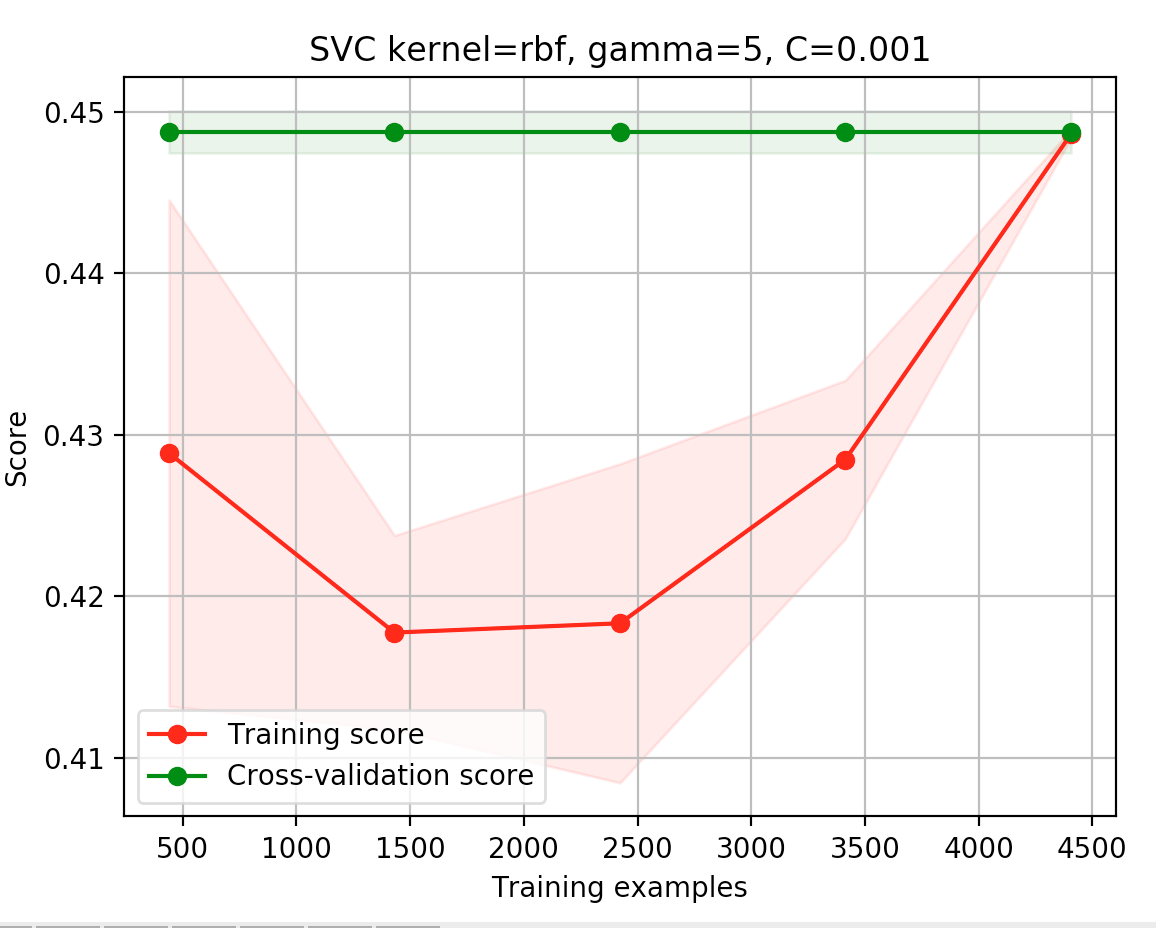 SVC kernel=rbf, gamma=5, C=0.001
0.45
0.44
0.43
0.42
0.41
Score
Training score
Cross-validation score
500 1000 1500 2000 2500 3000 3500 4000 4500
Training examples